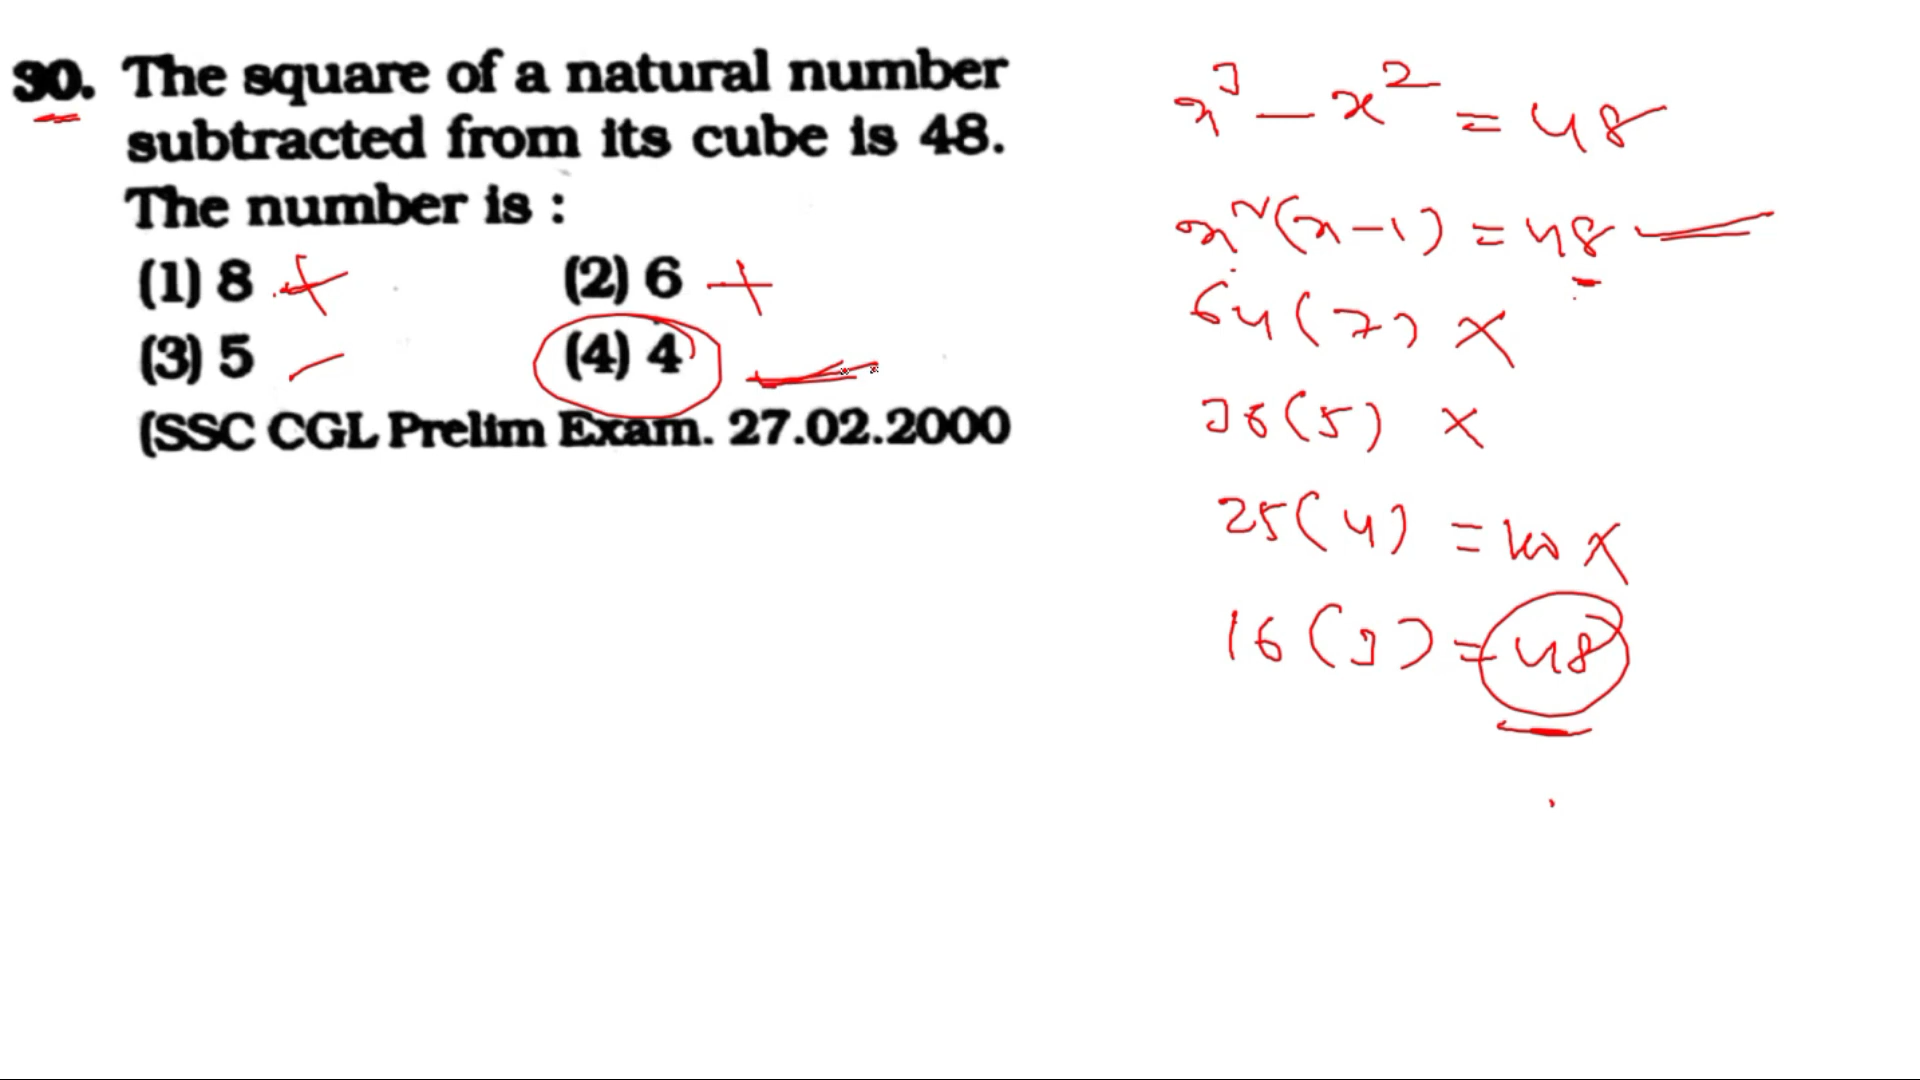 30. The square of a natural number
subtracted from its cube is 48.
The number is :
(1) 8 (2) 6
(3) 5 (4) 4
(SSC CGL Prelim Exam. 27.02.2000
x³ − x² = 48
x²(x−1) = 48
64(7) ×
36(5) ×
25(4) = 100 ×
16(3) = 48